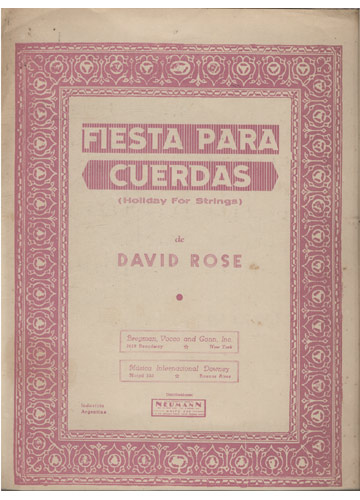 FIESTA PARA
CUERDAS
(Holiday For Strings)
de
DAVID ROSE
Bregman, Vocco and Conn, Inc.
New York
Música International
Buenos Aires
NEUMANN
Argentina